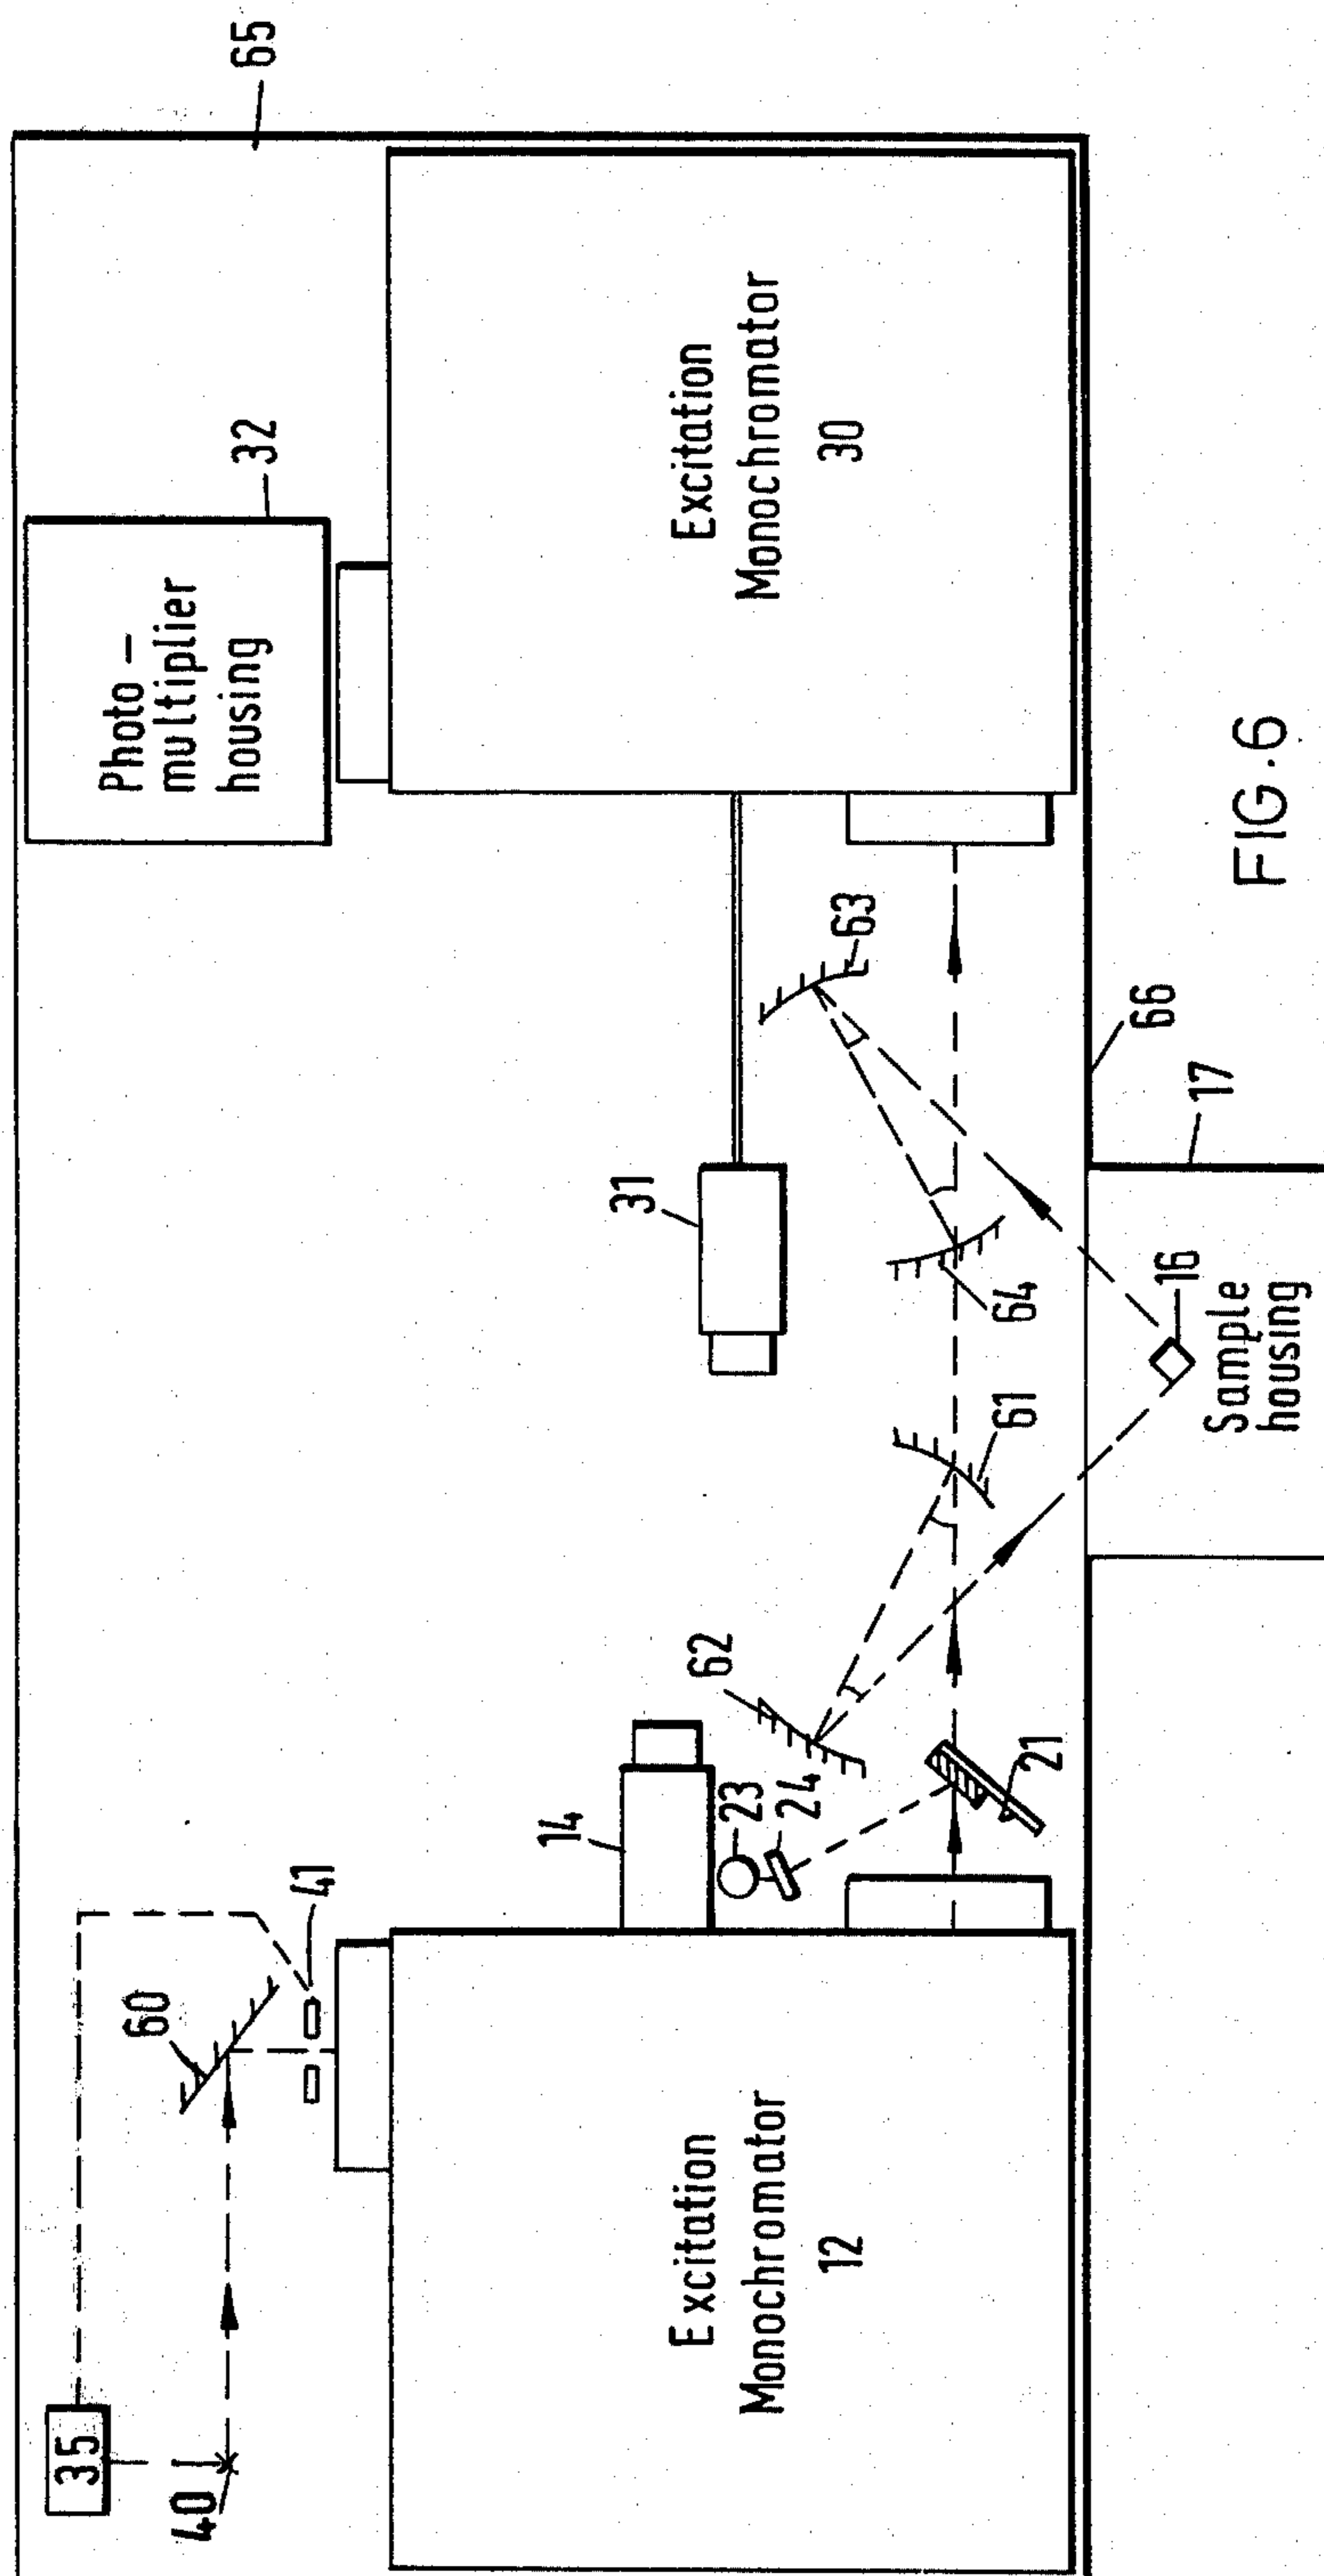 65
32
Photo –
multiplier
housing
Excitation
Monochromator
30
63
31
64
61
66
17
16
Sample
housing
62
14
23
24
21
41
60
35
40
Excitation
Monochromator
12
FIG.6